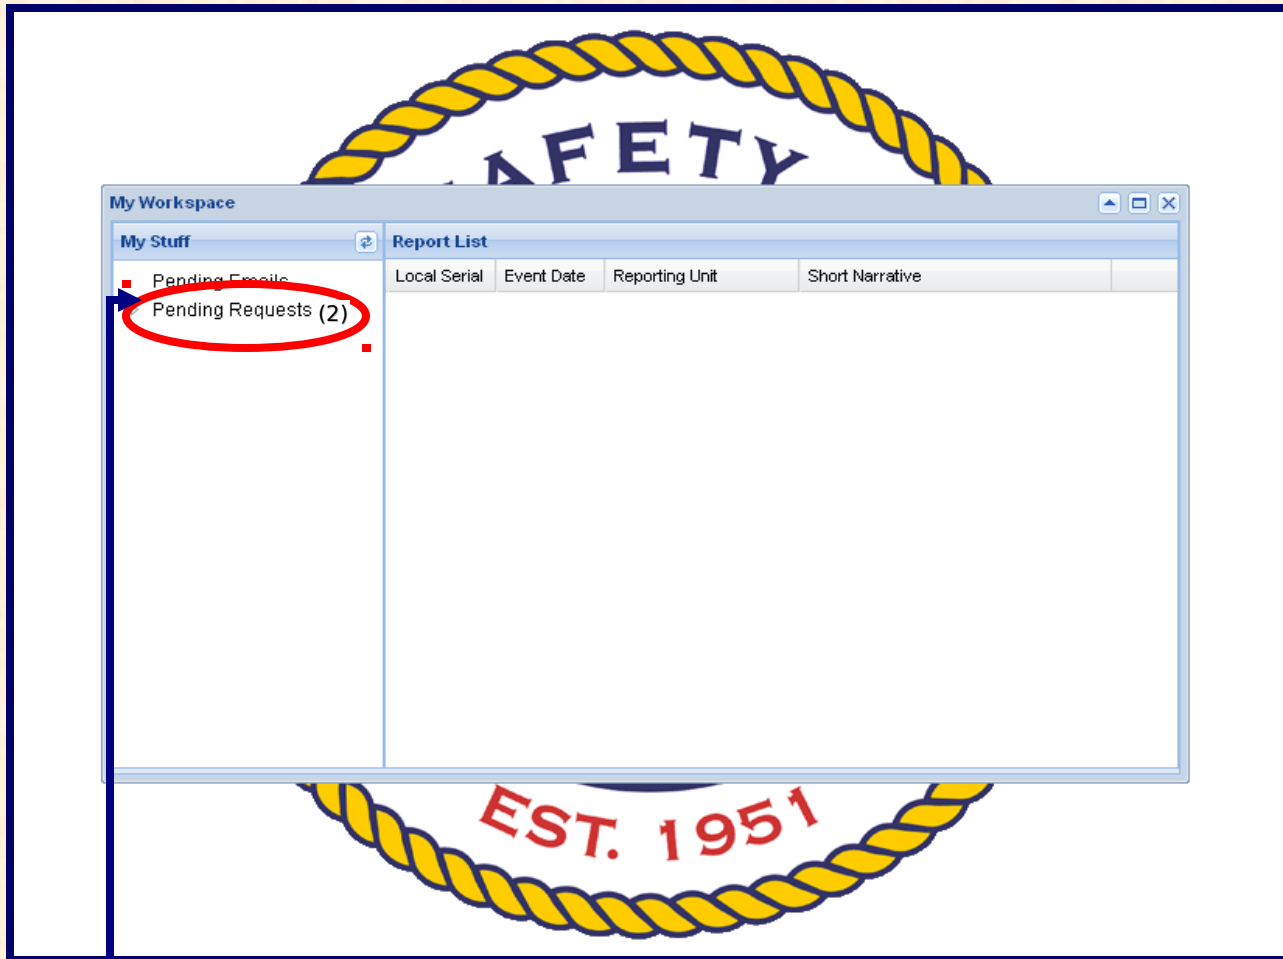 SAFETY
My Workspace
My Stuff
Report List
Local Serial Event Date Reporting Unit Short Narrative
Pending Emails
Pending Requests (2)
EST. 1951